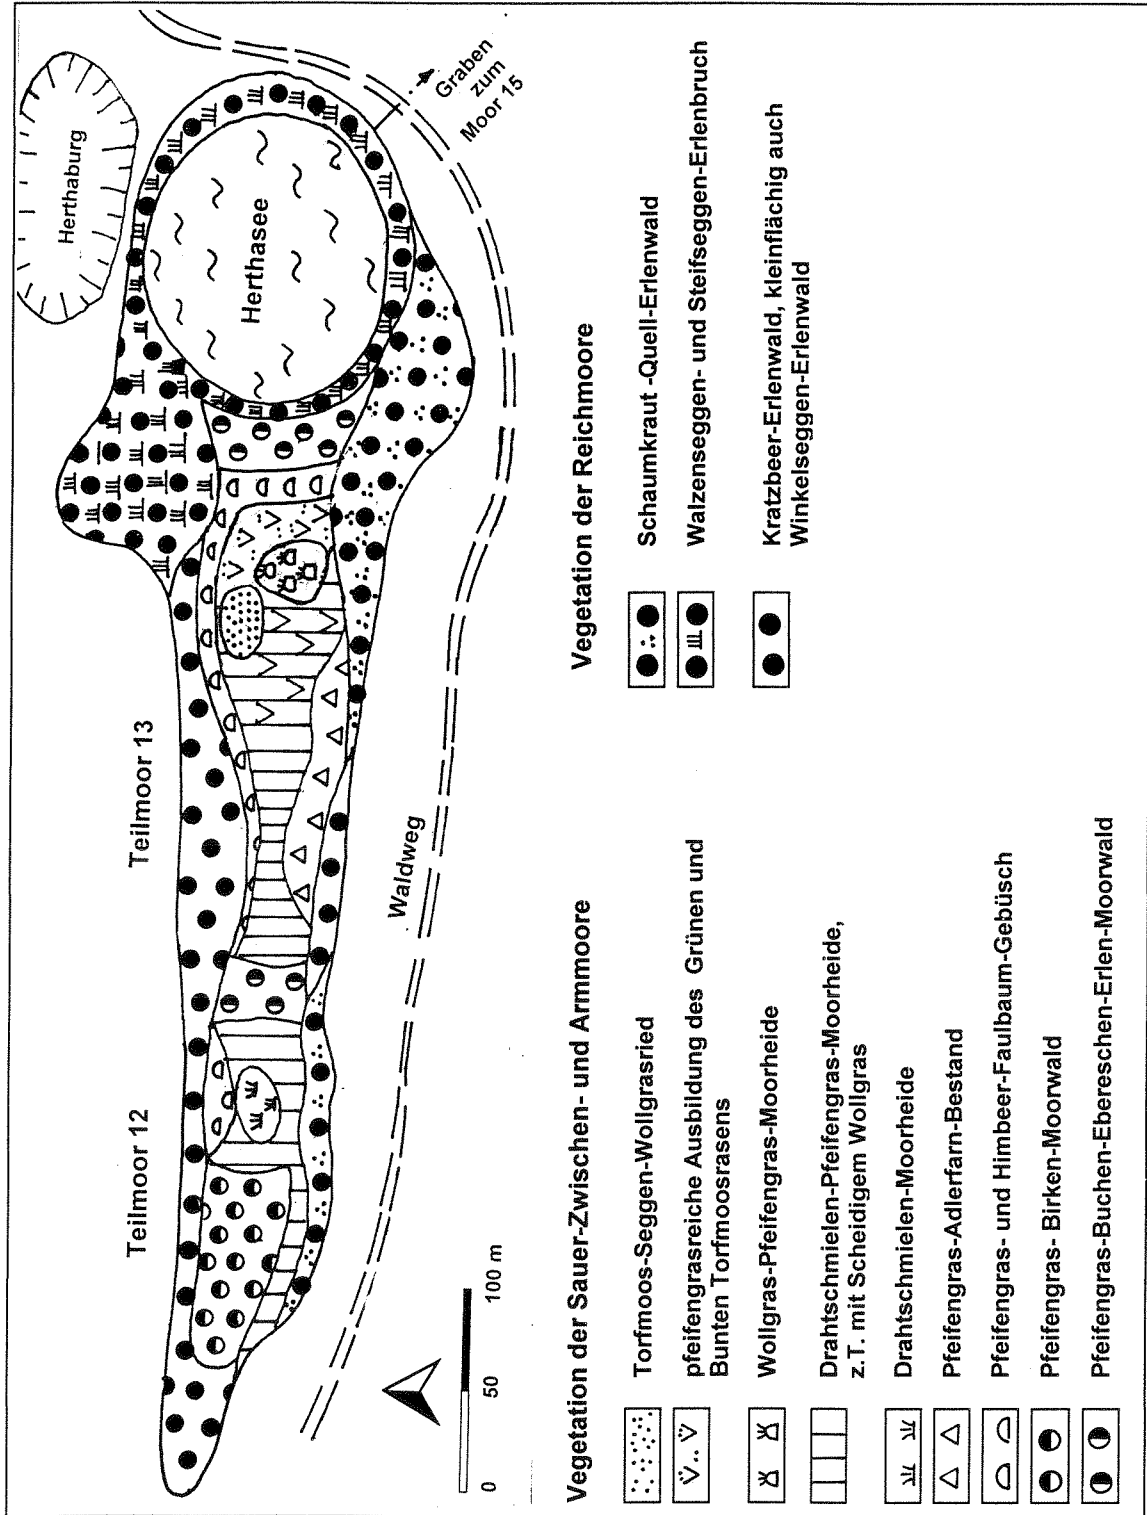 Herthaburg
Herthasee
Graben
zum
Moor 15
Teilmoor 13
Teilmoor 12
Waldweg
0 50 100 m
Vegetation der Sauer-Zwischen- und Armmoore
Torfmoos-Seggen-Wollgrasried
pfeifengrasreiche Ausbildung des Grünen und
Bunten Torfmoosrasens
Wollgras-Pfeifengras-Moorheide
Drahtschmielen-Pfeifengras-Moorheide,
z.T. mit Scheidigem Wollgras
Drahtschmielen-Moorheide
Pfeifengras-Adlerfarn-Bestand
Pfeifengras- und Himbeer-Faulbaum-Gebüsch
Pfeifengras- Birken-Moorwald
Pfeifengras-Buchen-Ebereschen-Erlen-Moorwald
Vegetation der Reichmoore
Schaumkraut -Quell-Erlenwald
Walzenseggen- und Steifseggen-Erlenbruch
Kratzbeer-Erlenwald, kleinflächig auch
Winkelseggen-Erlenwald